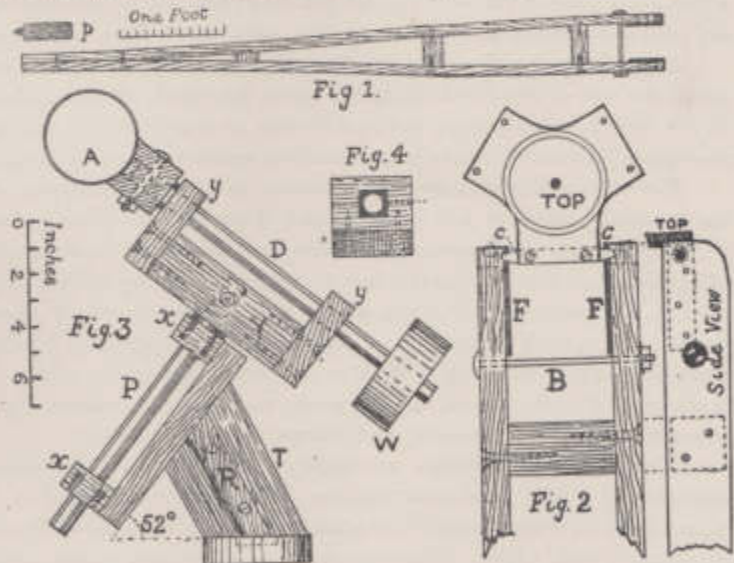 One Foot
p
Fig 1.
A
y
Fig. 4
TOP
0
Inches
2
4
6
D
y
Fig. 3
x
P
x
W
R
T
52°
c
c
F
F
B
Fig. 2
TOP
Side View